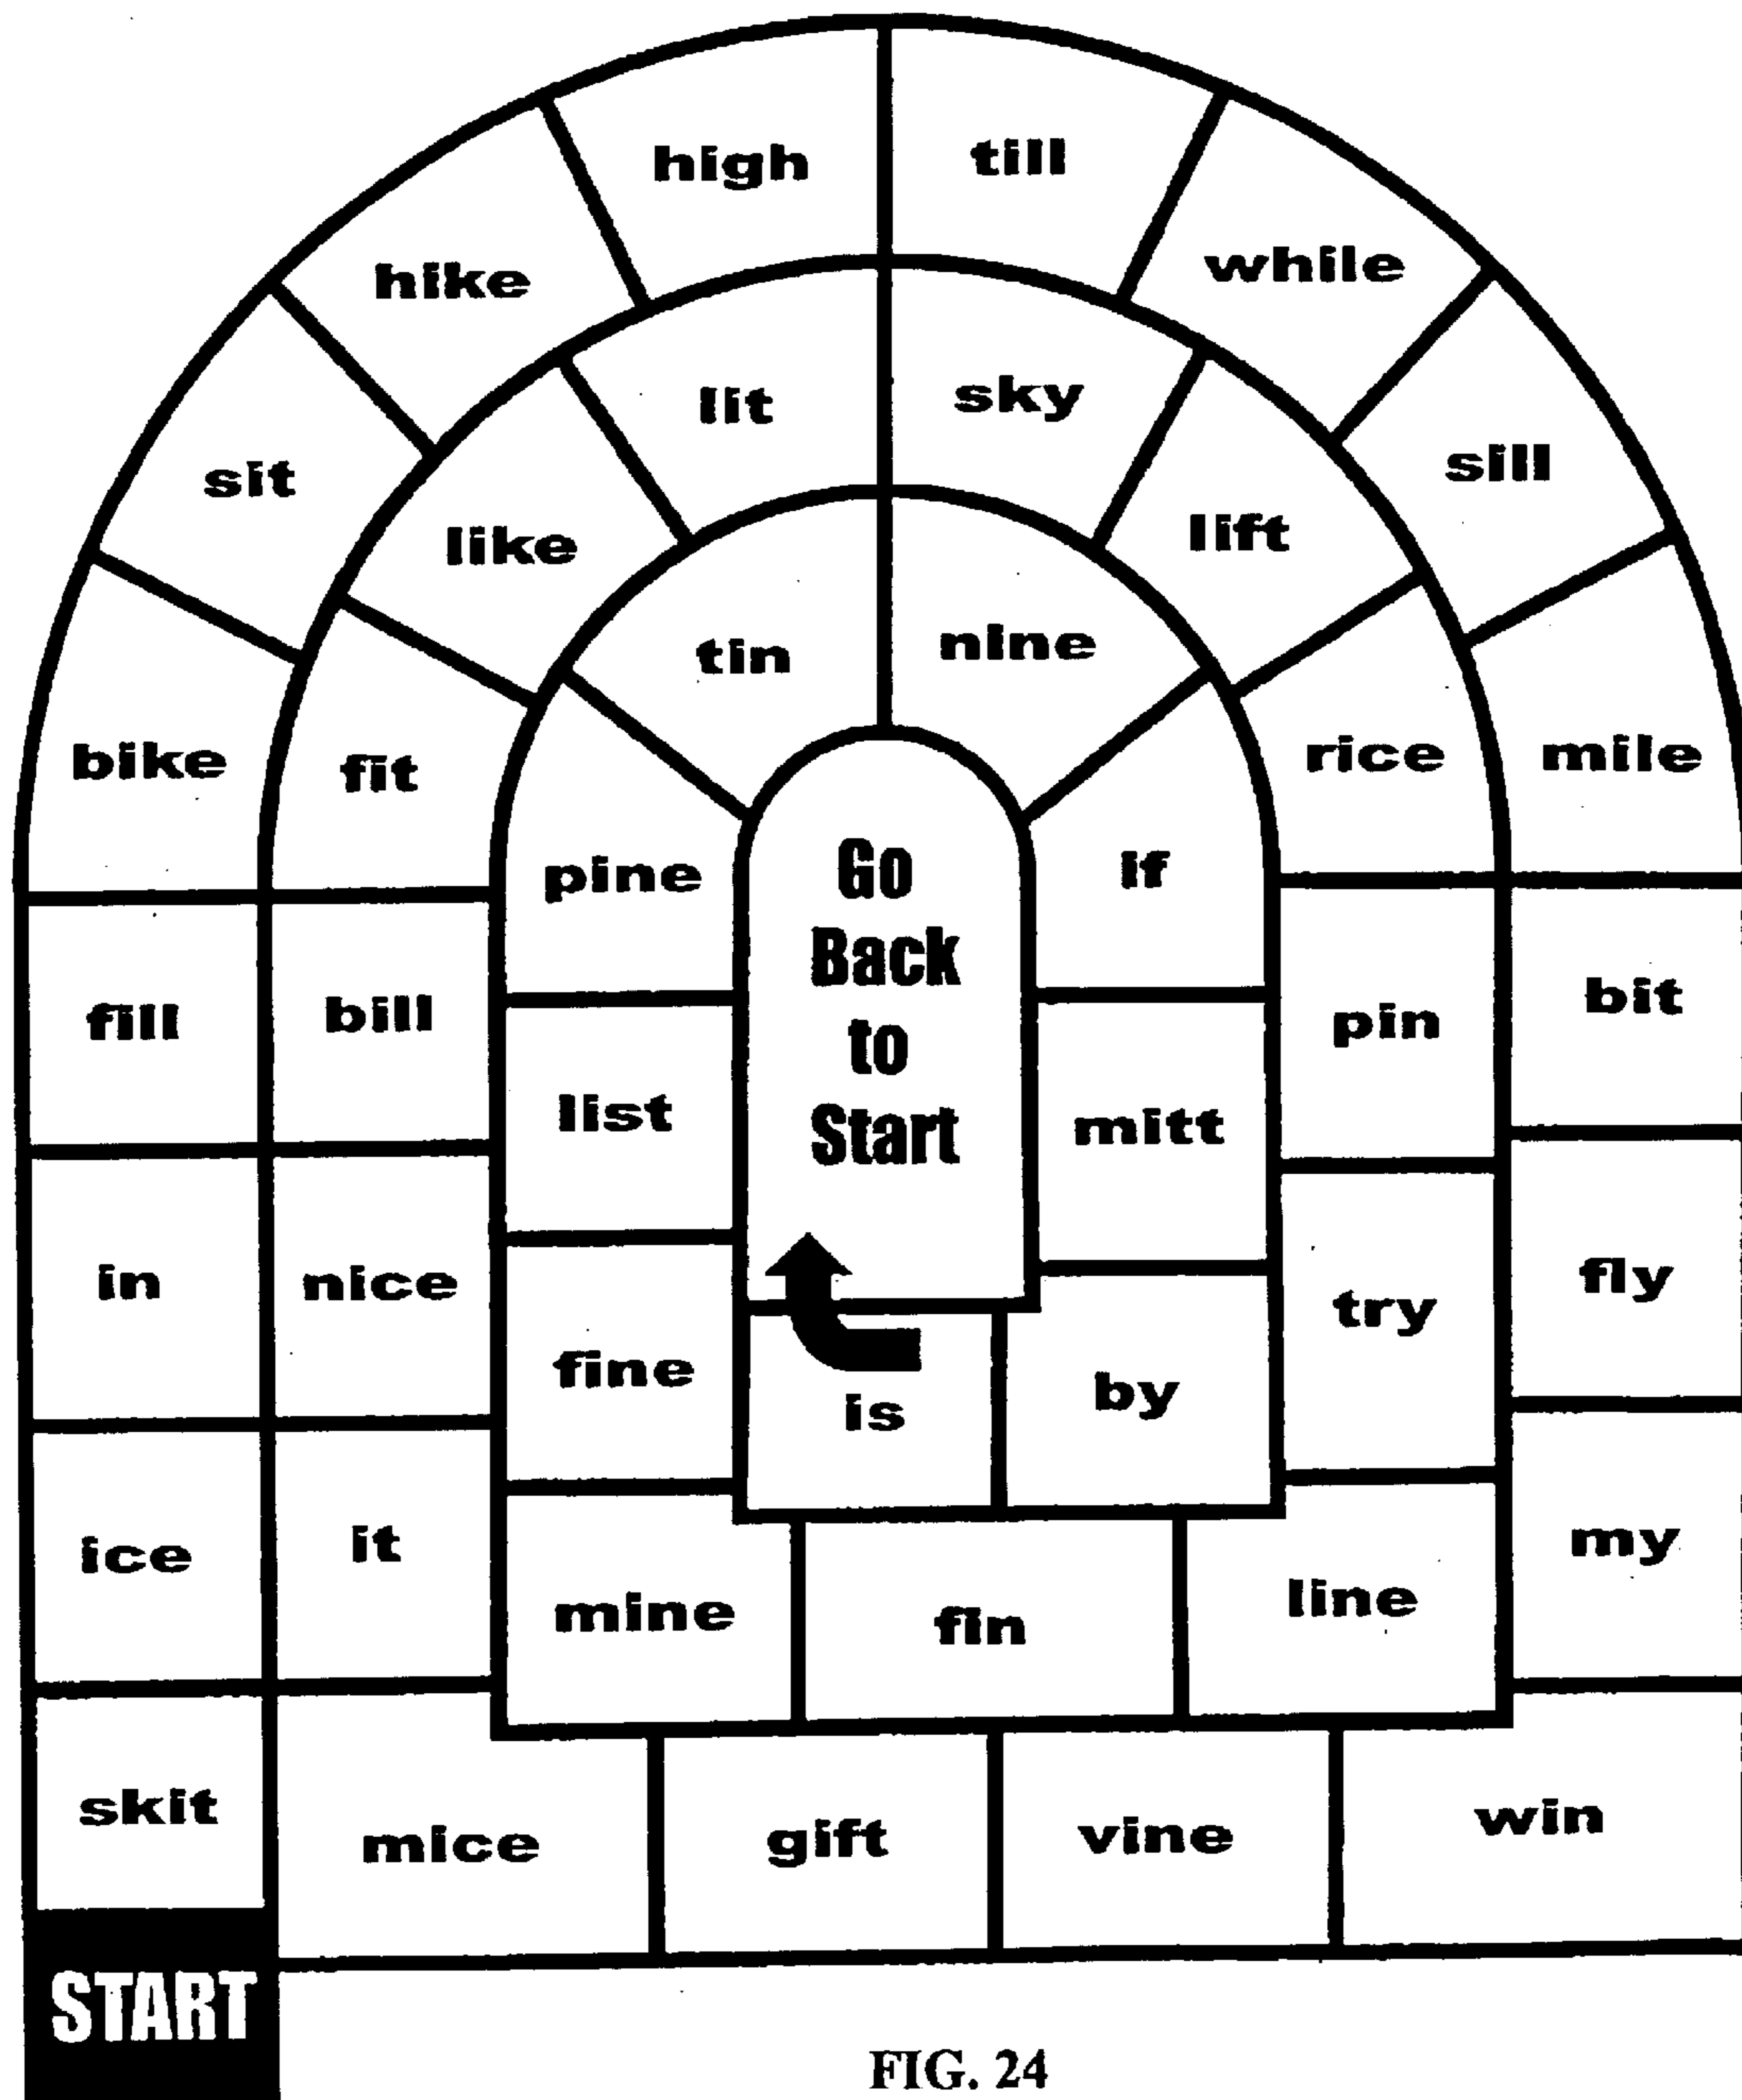 high
till
hike
while
lit
sky
sit
sill
like
lift
tin
nine
bike
fit
rice
mile
pine
Go
if
Back
fill
bill
pin
bit
to
list
Start
mitt
in
nice
fly
try
fine
is
by
ice
it
my
mine
fin
line
skit
mice
gift
vine
win
START
FIG. 24